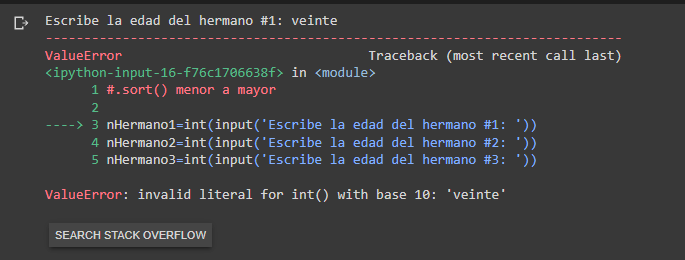 Escribe la edad del hermano #1: veinte
---------------------------------------------------------------------------
ValueError                                Traceback (most recent call last)
<ipython-input-16-f76c1706638f> in <module>
      1 #.sort() menor a mayor
      2
----> 3 nHermano1=int(input('Escribe la edad del hermano #1: '))
      4 nHermano2=int(input('Escribe la edad del hermano #2: '))
      5 nHermano3=int(input('Escribe la edad del hermano #3: '))
ValueError: invalid literal for int() with base 10: 'veinte'
SEARCH STACK OVERFLOW